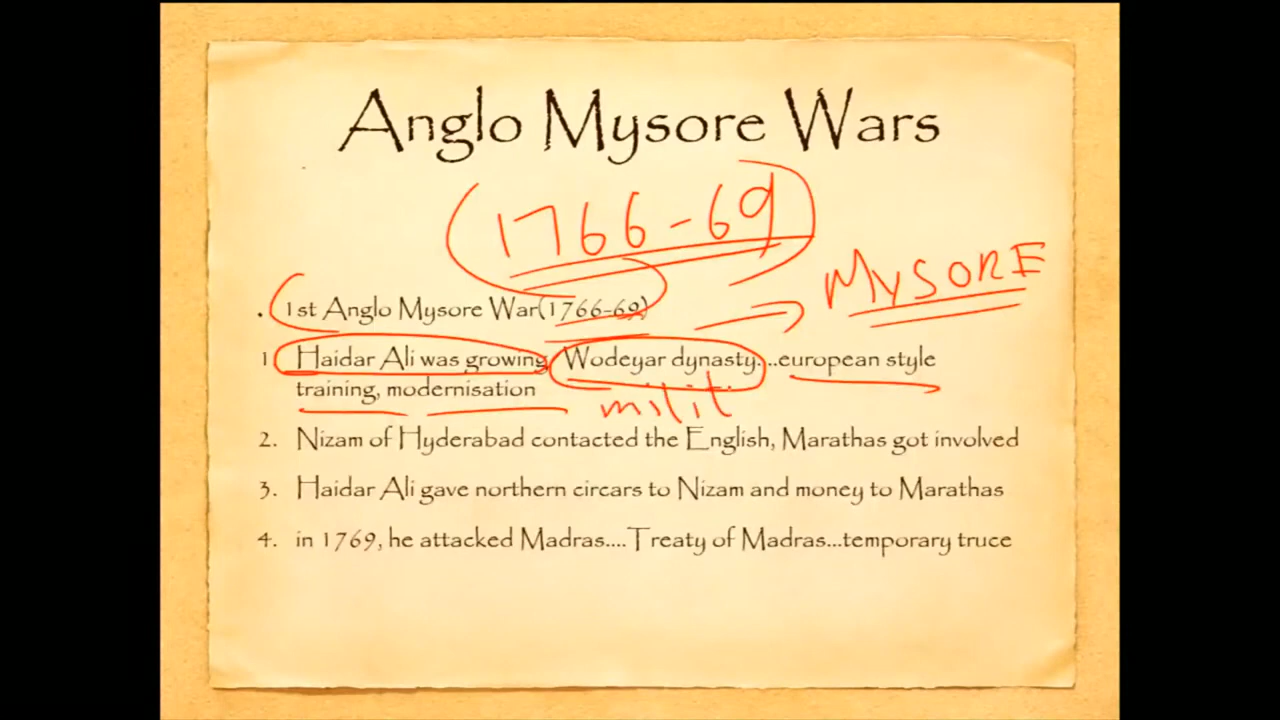 Anglo Mysore Wars
1766-69
MYSORE
. 1st Anglo Mysore War(1766-69)
1 Haidar Ali was growing Wodeyar dynasty....european style
training, modernisation
milit
2. Nizam of Hyderabad contacted the English, Marathas got involved
3. Haidar Ali gave northern circars to Nizam and money to Marathas
4. in 1769, he attacked Madras....Treaty of Madras...temporary truce